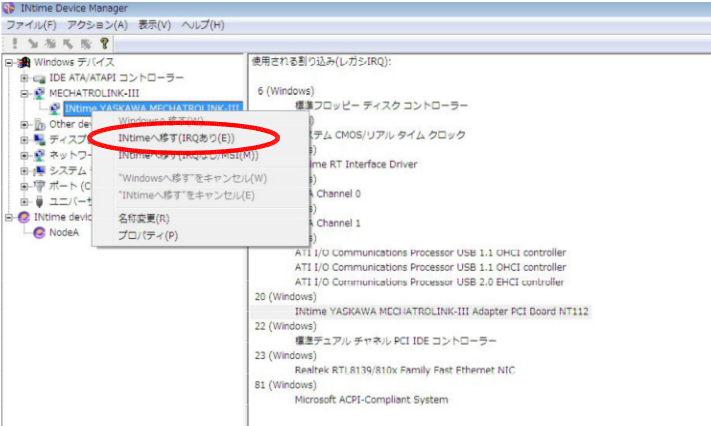 INtime Device Manager
ファイル(F) アクション(A) 表示(V) ヘルプ(H)
Windows デバイス
IDE ATA/ATAPI コントローラー
MECHATROLINK-III
INtime YASKAWA MECHATROLINK-III
Other dev
ディスプ
ネットワー
システム
ポート (C
ユニバーサ
INtime devic
NodeA
Windowsへ移す(W)
INtimeへ移す(IRQあり(E))
INtimeへ移す(IRQなし/MSI(M))
"Windowsへ移す"をキャンセル(W)
"INtimeへ移す"をキャンセル(E)
名称変更(R)
プロパティ(P)
使用される割り込み(レガシIRQ):
6 (Windows)
標準フロッピー ディスク コントローラー
)
テム CMOS/リアル タイム クロック
s)
ime RT Interface Driver
s)
A Channel 0
s)
A Channel 1
s)
ATI I/O Communications Processor USB 1.1 OHCI controller
ATI I/O Communications Processor USB 1.1 OHCI controller
ATI I/O Communications Processor USB 2.0 EHCI controller
20 (Windows)
INtime YASKAWA MECHATROLINK-III Adapter PCI Board NT112
22 (Windows)
標準デュアル チャネル PCI IDE コントローラー
23 (Windows)
Realtek RTL8139/810x Family Fast Ethernet NIC
81 (Windows)
Microsoft ACPI-Compliant System